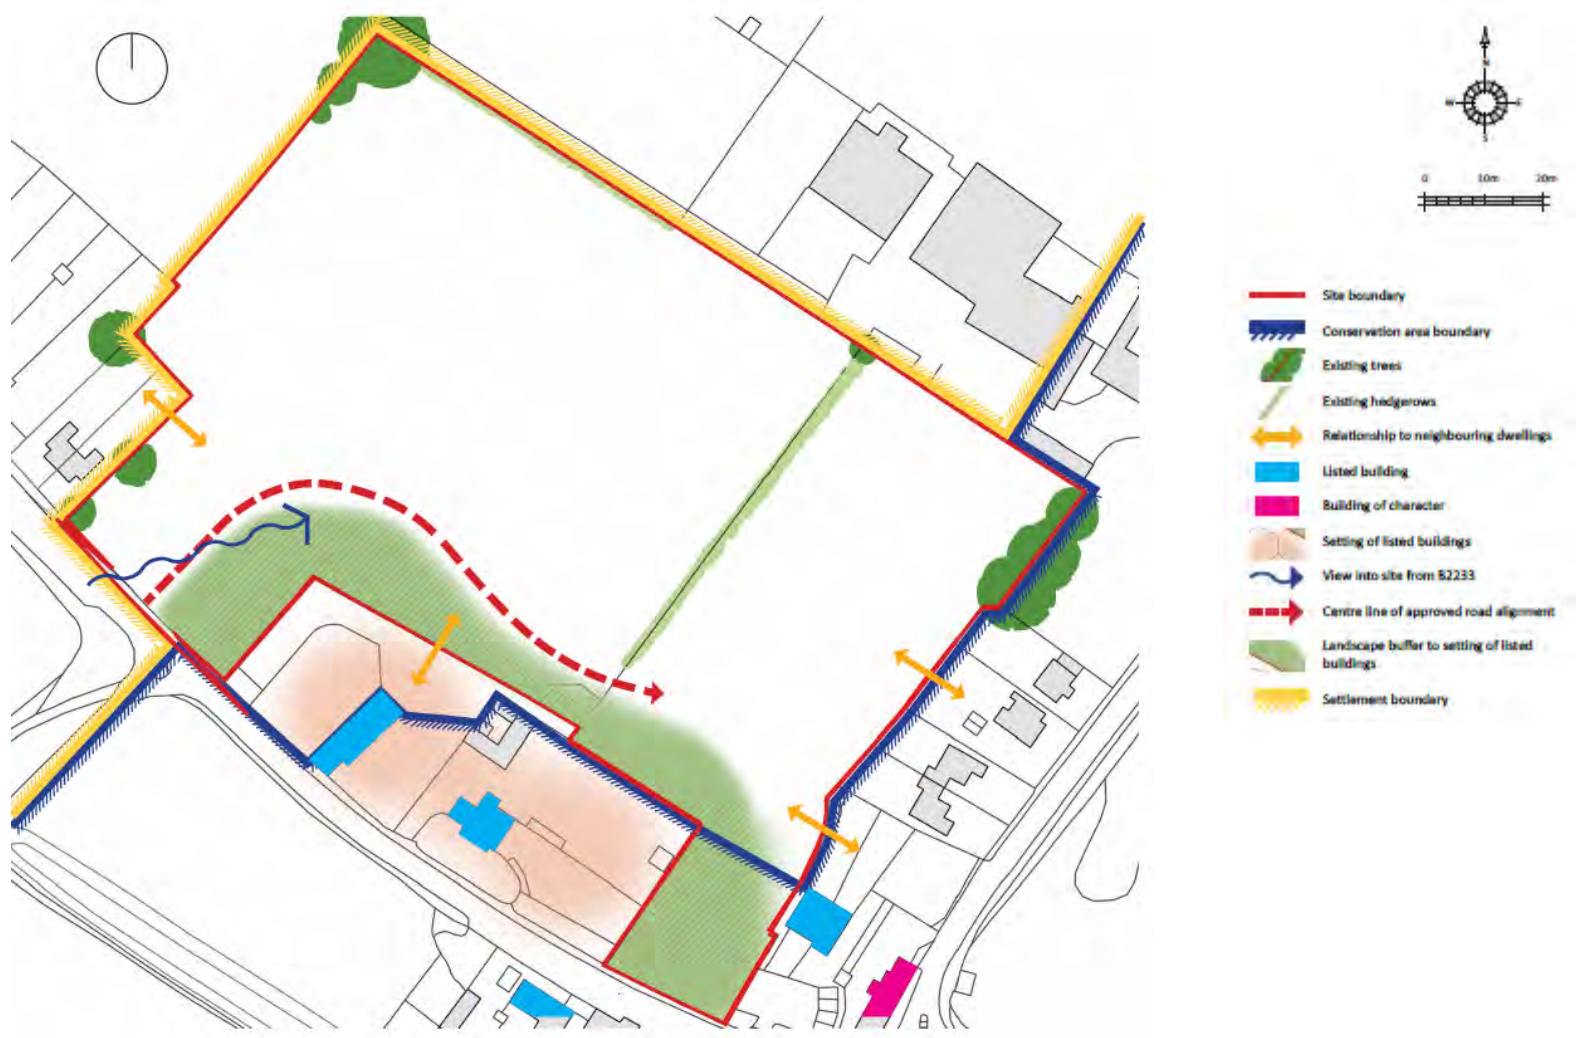 N
W E
S
0 10m 20m
Site boundary
Conservation area boundary
Existing trees
Existing hedgerows
Relationship to neighbouring dwellings
Listed building
Building of character
Setting of listed buildings
View into site from B2233
Centre line of approved road alignment
Landscape buffer to setting of listed
buildings
Settlement boundary